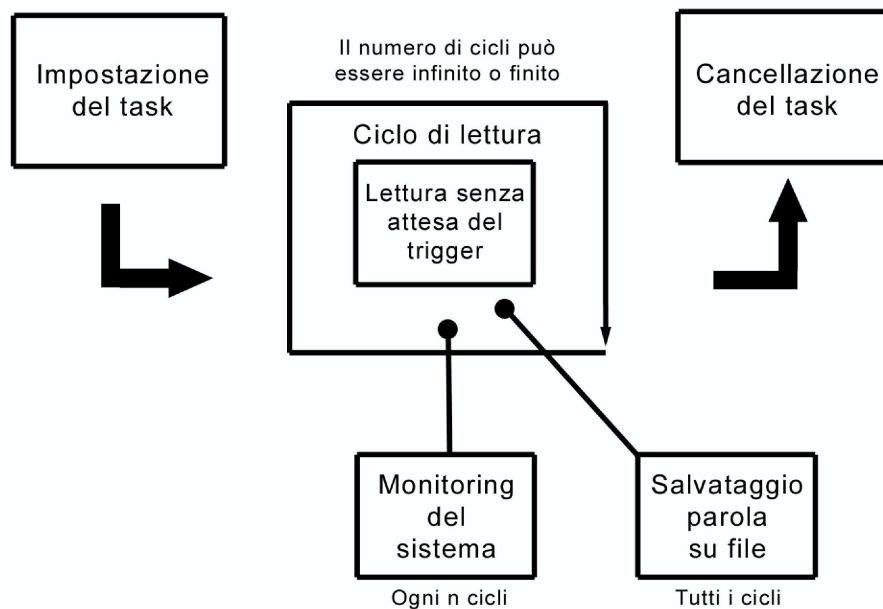 Impostazione
del task
Il numero di cicli può
essere infinito o finito
Cancellazione
del task
Ciclo di lettura
Lettura senza
attesa del
trigger
Monitoring
del
sistema
Ogni n cicli
Salvataggio
parola
su file
Tutti i cicli